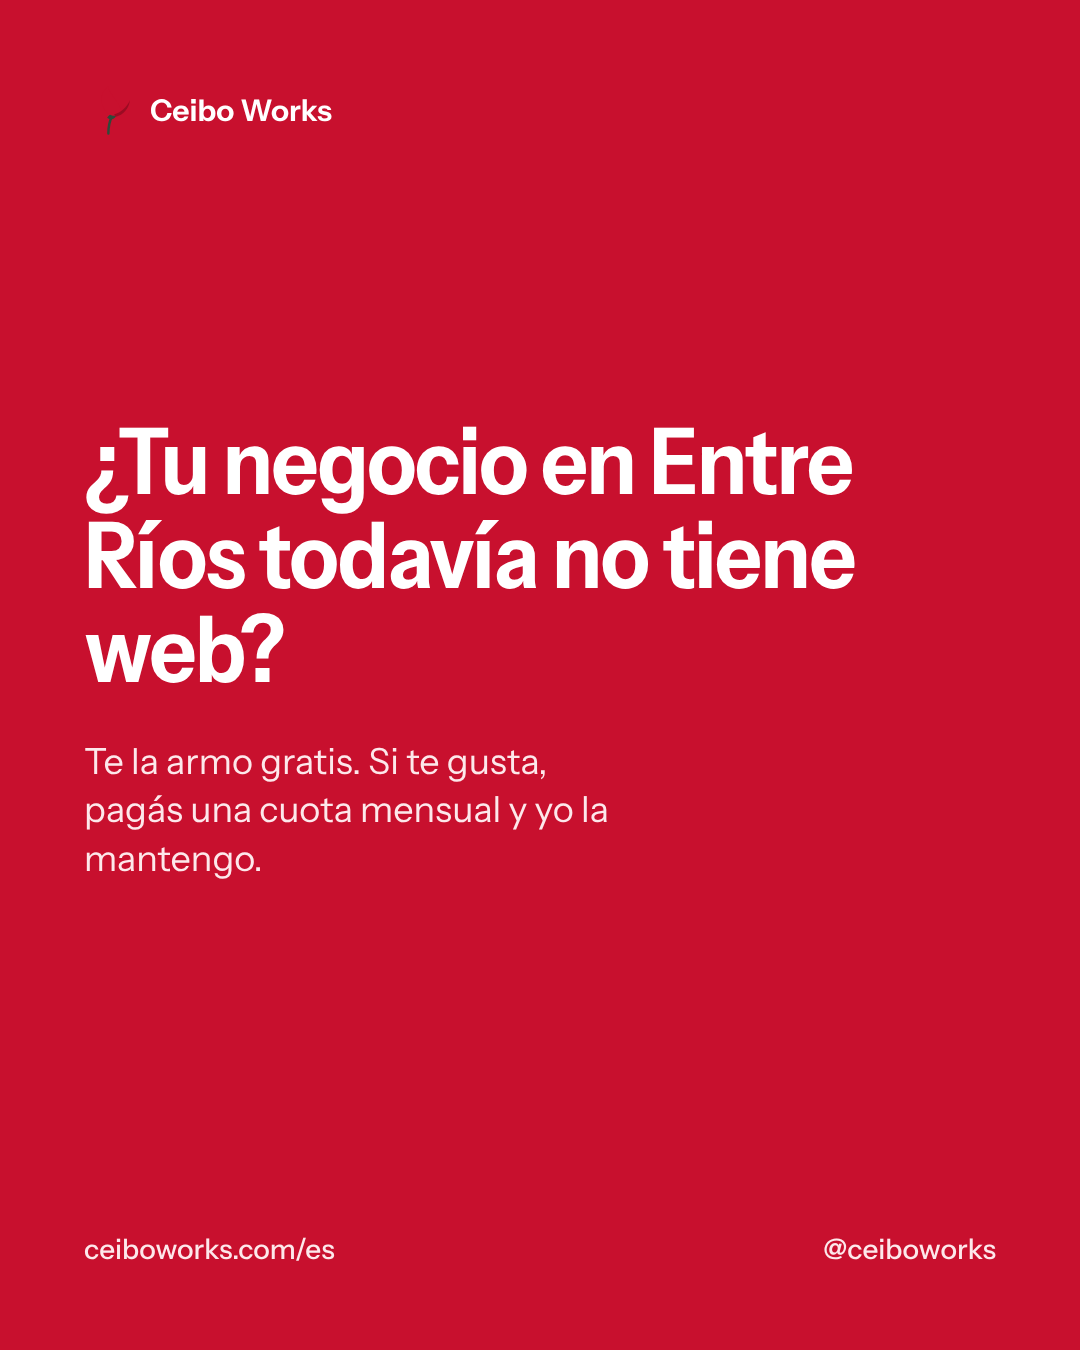 Ceibo Works
¿Tu negocio en Entre
Ríos todavía no tiene
web?
Te la armo gratis. Si te gusta,
pagás una cuota mensual y yo la
mantengo.
ceiboworks.com/es
@ceiboworks